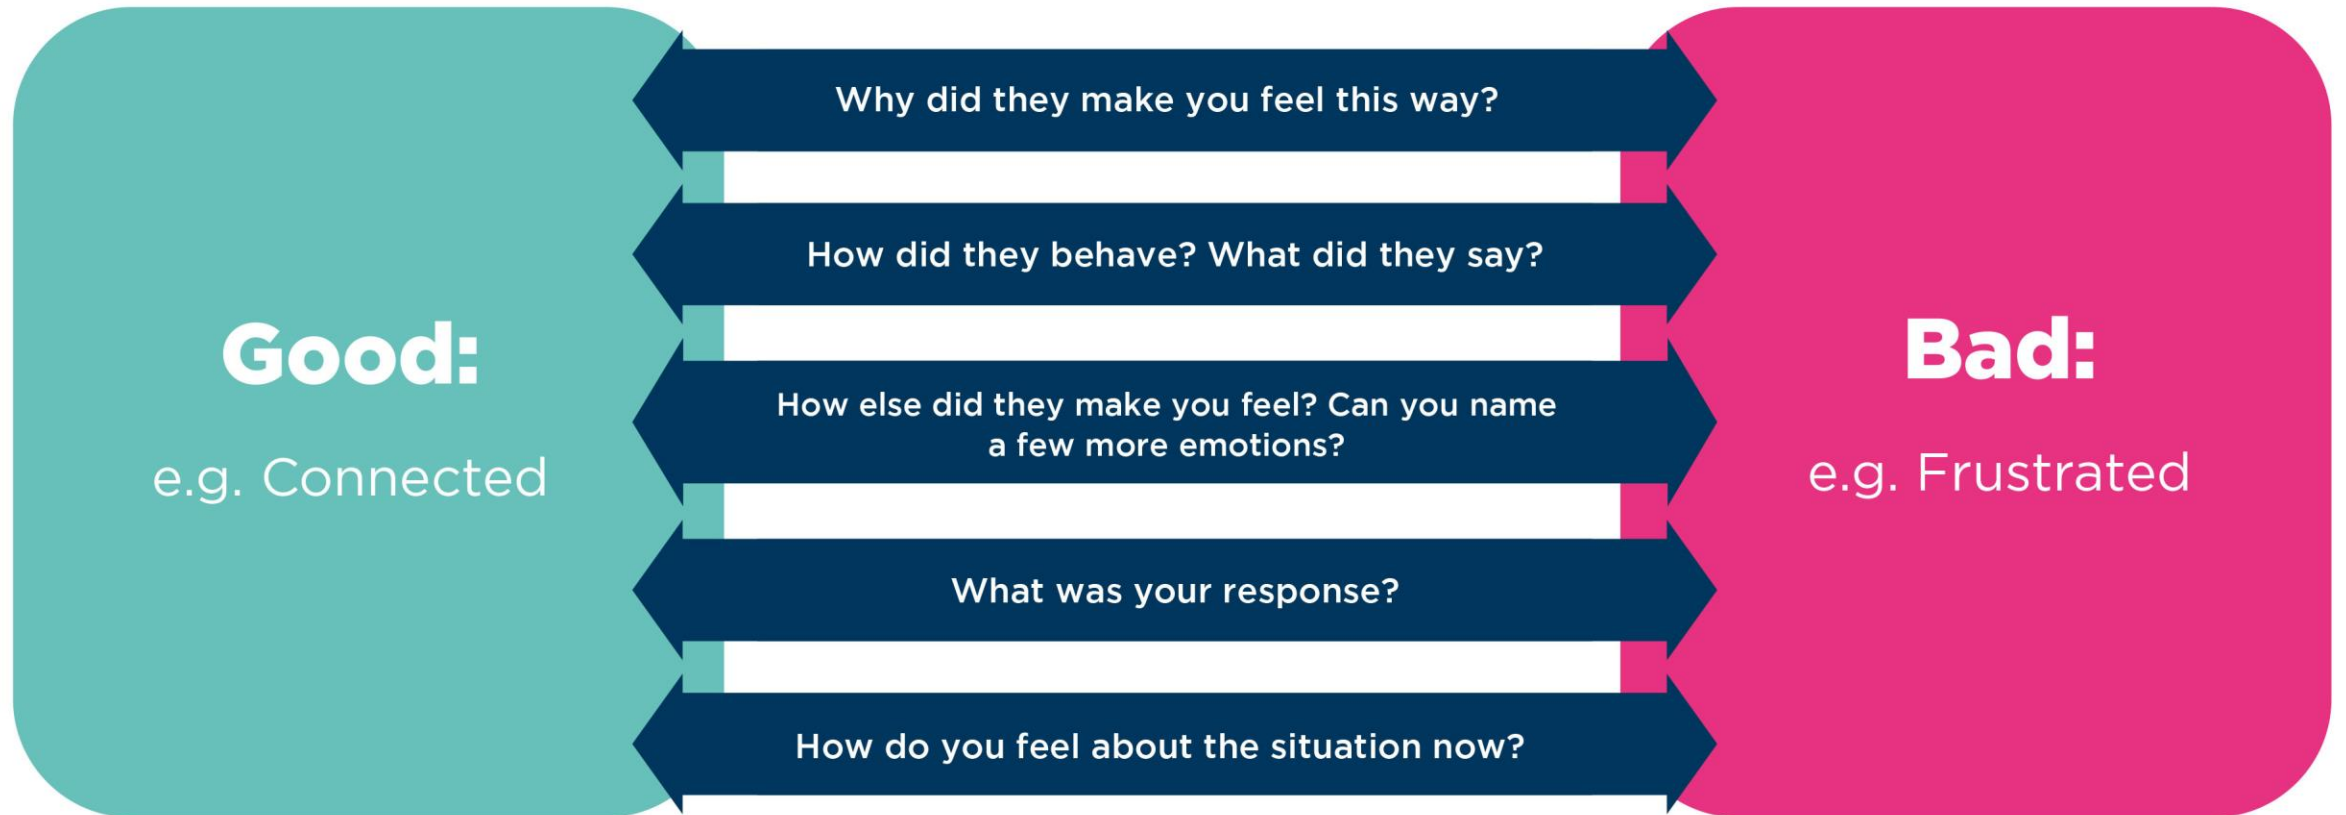 Good:
e.g. Connected
Why did they make you feel this way?
How did they behave? What did they say?
How else did they make you feel? Can you name
a few more emotions?
What was your response?
How do you feel about the situation now?
Bad:
e.g. Frustrated